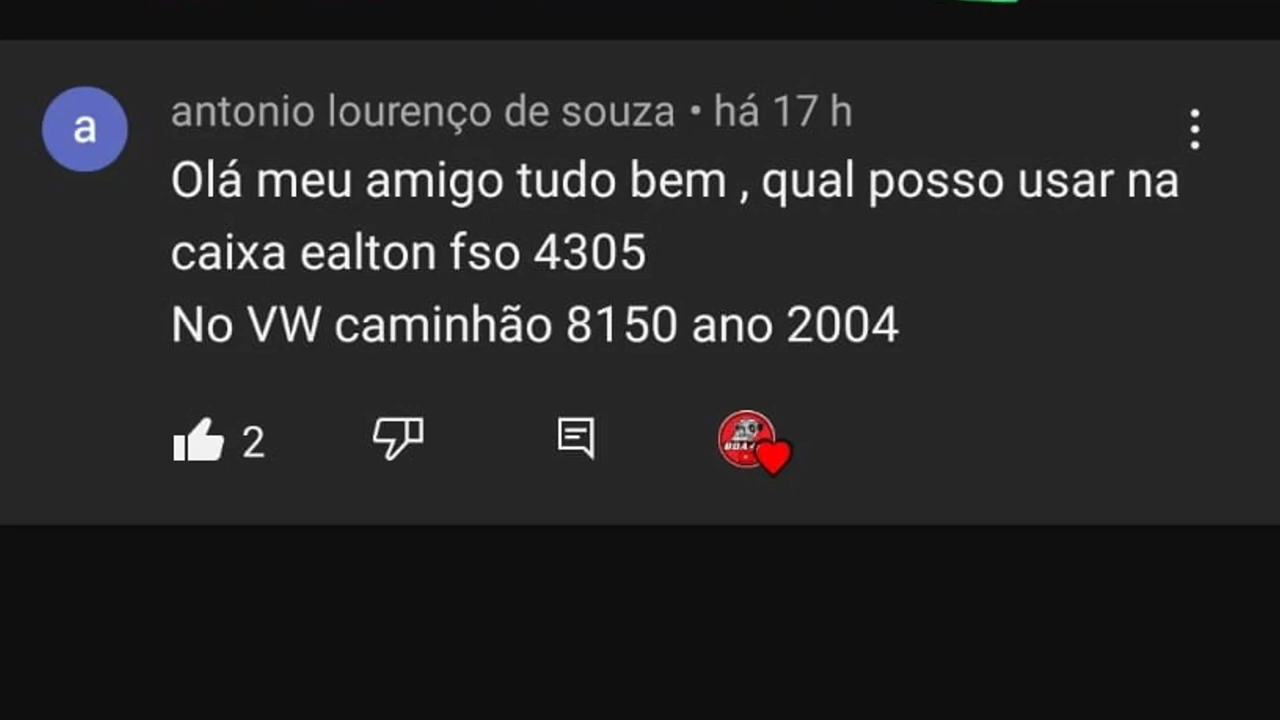 a
antonio lourenço de souza • há 17 h
Olá meu amigo tudo bem , qual posso usar na
caixa ealton fso 4305
No VW caminhão 8150 ano 2004
2